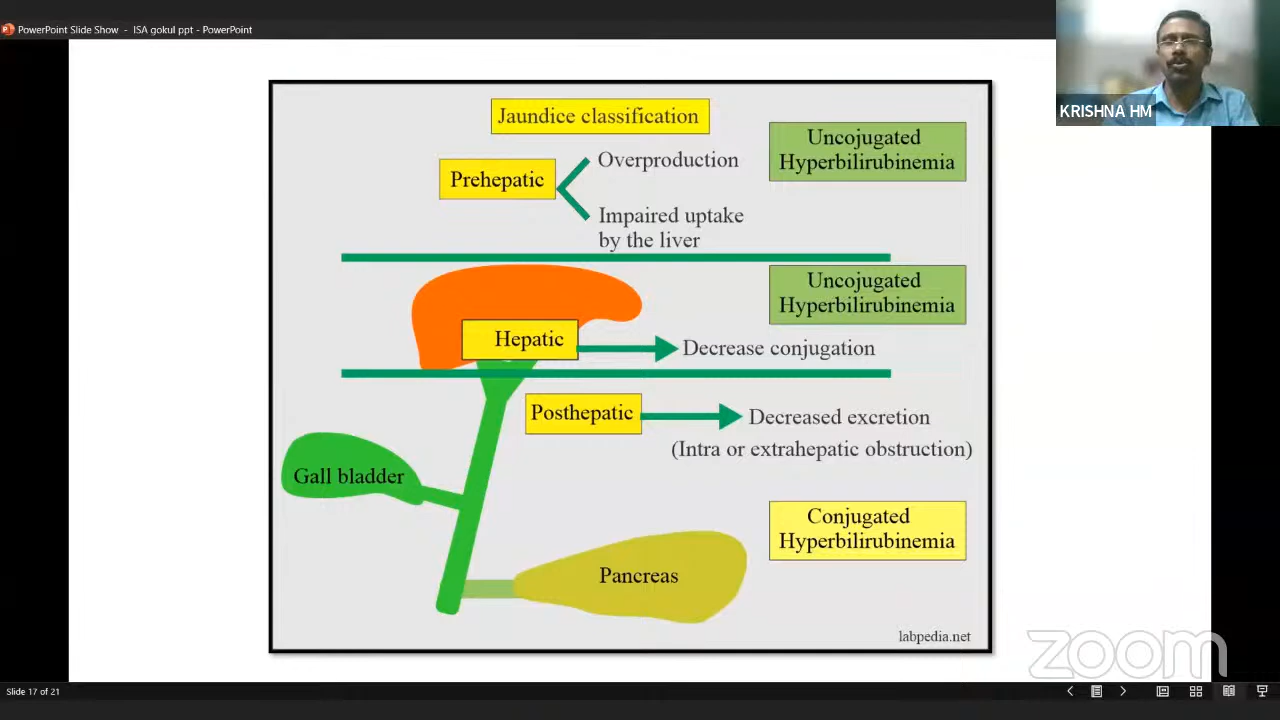 PowerPoint Slide Show - ISA gokul ppt - PowerPoint
KRISHNA HM
Jaundice classification
Uncojugated
Hyperbilirubinemia
Prehepatic
Overproduction
Impaired uptake
by the liver
Uncojugated
Hyperbilirubinemia
Hepatic
Decrease conjugation
Posthepatic
Decreased excretion
(Intra or extrahepatic obstruction)
Gall bladder
Conjugated
Hyperbilirubinemia
Pancreas
labpedia.net
zoom
Slide 17 of 21